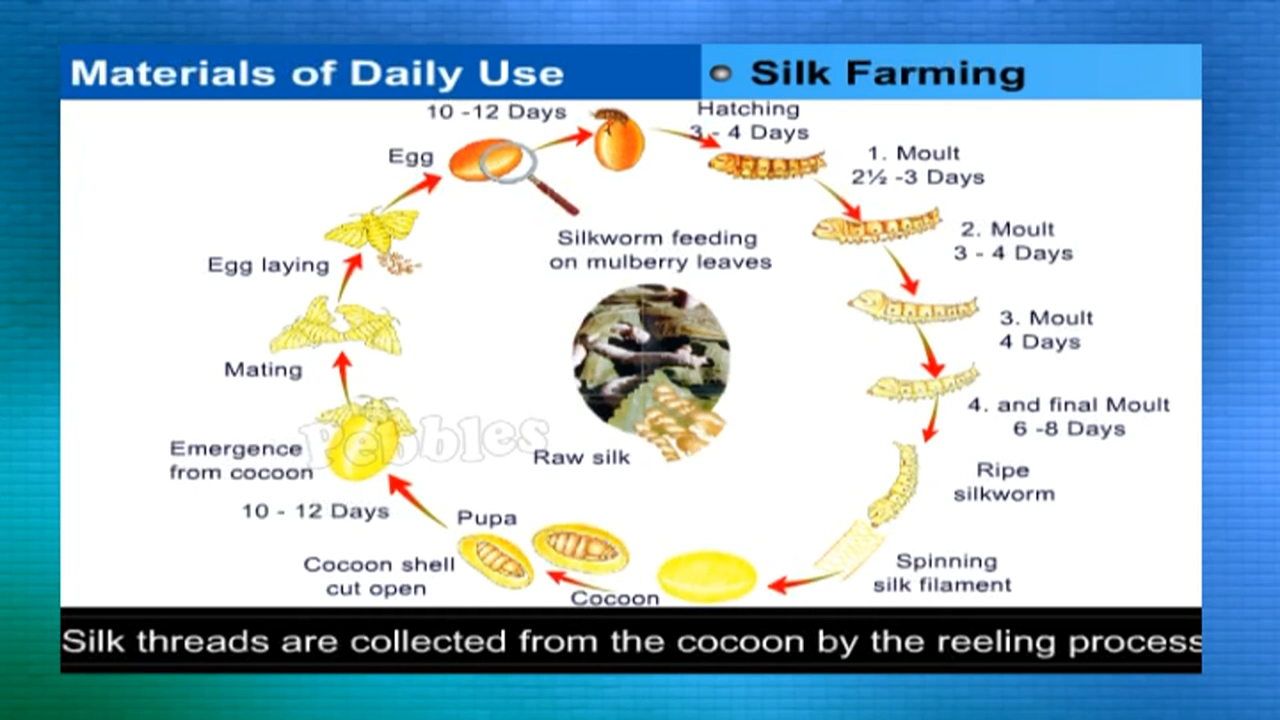 Materials of Daily Use
Silk Farming
10 -12 Days
Hatching
3 - 4 Days
Egg
1. Moult
2½ -3 Days
2. Moult
3 - 4 Days
Silkworm feeding
on mulberry leaves
Egg laying
3. Moult
4 Days
Mating
4. and final Moult
6 -8 Days
Pebbles
Emergence
from cocoon
Raw silk
Ripe
silkworm
10 - 12 Days
Pupa
Cocoon shell
cut open
Spinning
silk filament
Cocoon
Silk threads are collected from the cocoon by the reeling process